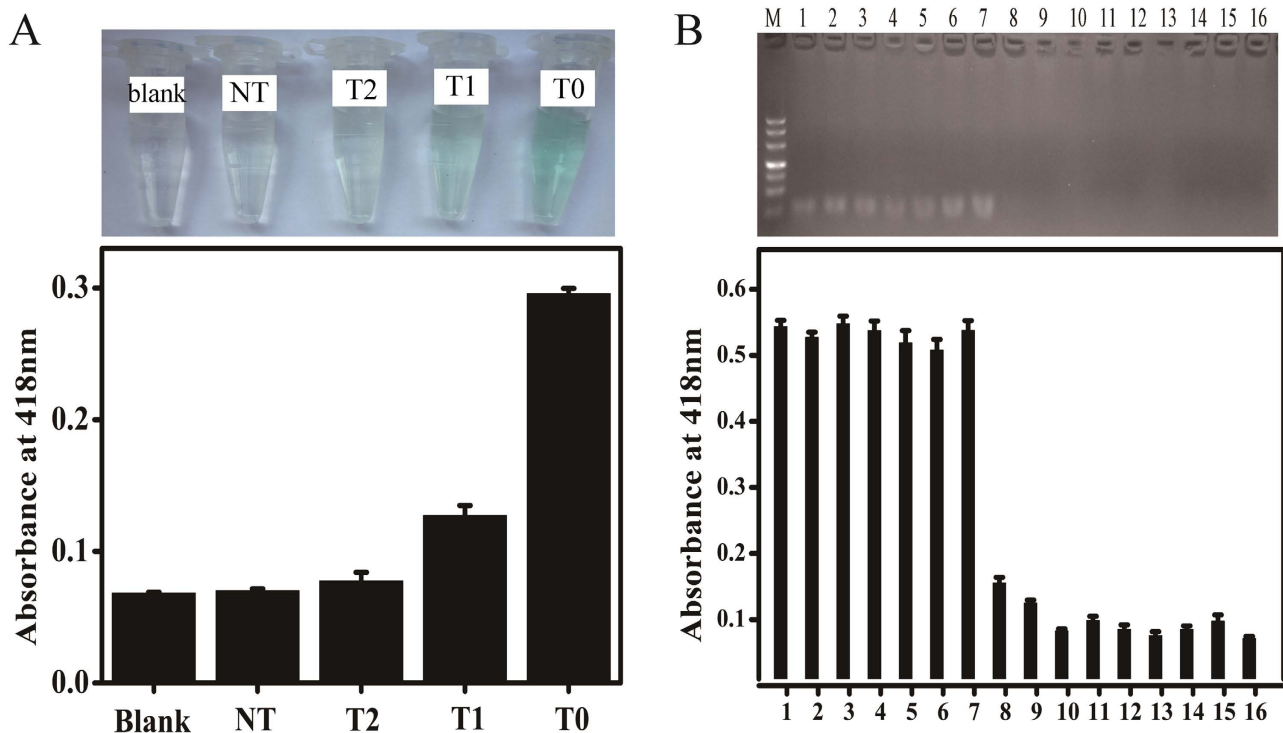 A
blank NT T2 T1 T0
Absorbance at 418nm
0.3
0.2
0.1
0.0
Blank NT T2 T1 T0
B
M 1 2 3 4 5 6 7 8 9 10 11 12 13 14 15 16
Absorbance at 418nm
0.6
0.5
0.4
0.3
0.2
0.1
1 2 3 4 5 6 7 8 9 10 11 12 13 14 15 16